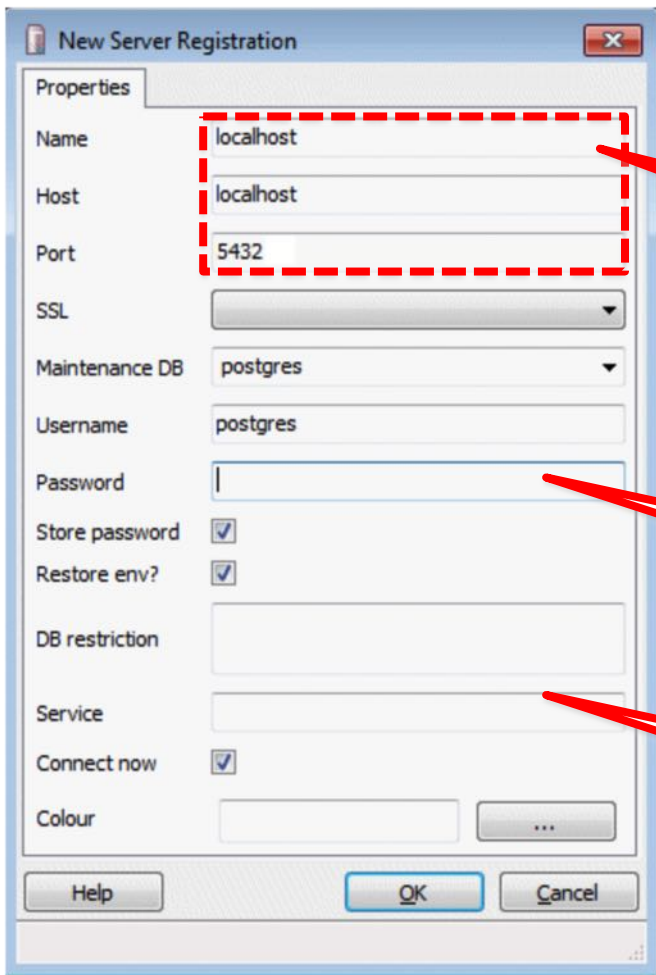 New Server Registration
Properties
Name localhost
Host localhost
Port 5432
SSL
Maintenance DB postgres
Username postgres
Password
Store password
Restore env?
DB restriction
Service
Connect now
Colour ...
Help OK Cancel